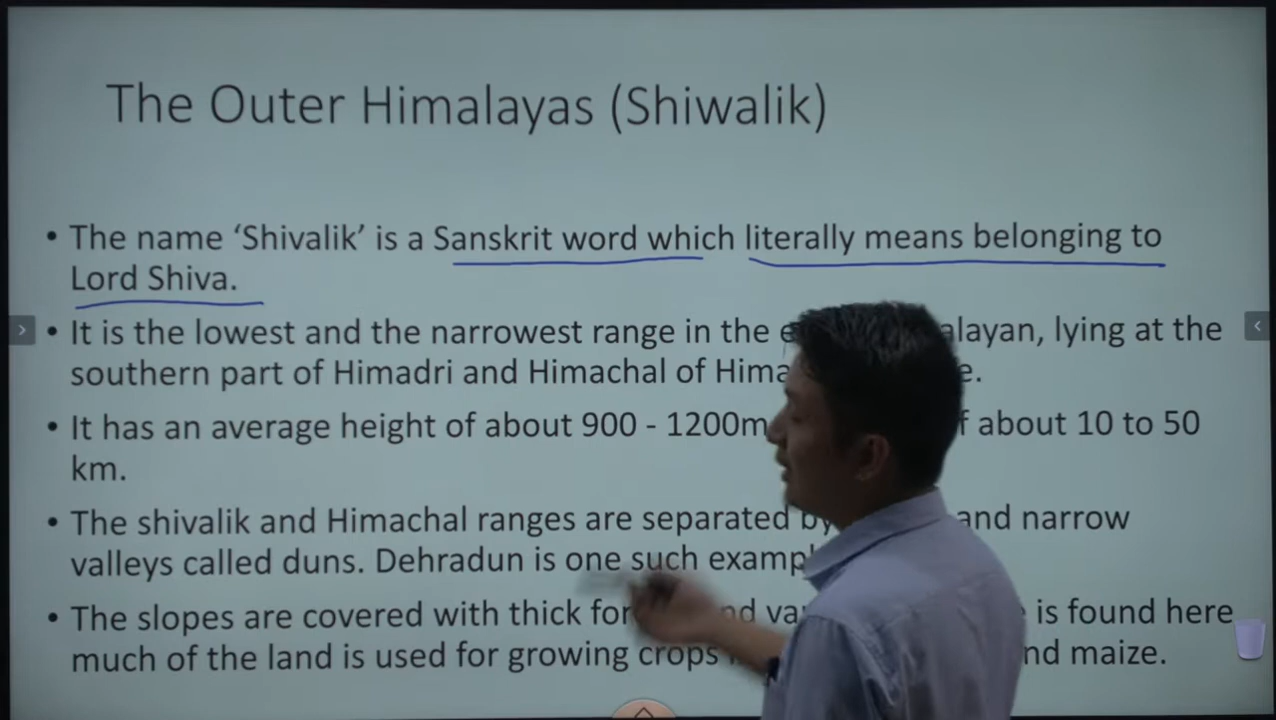 The Outer Himalayas (Shiwalik)
• The name ‘Shivalik’ is a Sanskrit word which literally means belonging to
Lord Shiva.
• It is the lowest and the narrowest range in the lying at the
southern part of Himadri and Himachal of
• It has an average height of about 900 - 1200m about 10 to 50
km.
• The shivalik and Himachal ranges are separated and narrow
valleys called duns. Dehradun is one such
• The slopes are covered with thick is found here
much of the land is used for growing crops maize.